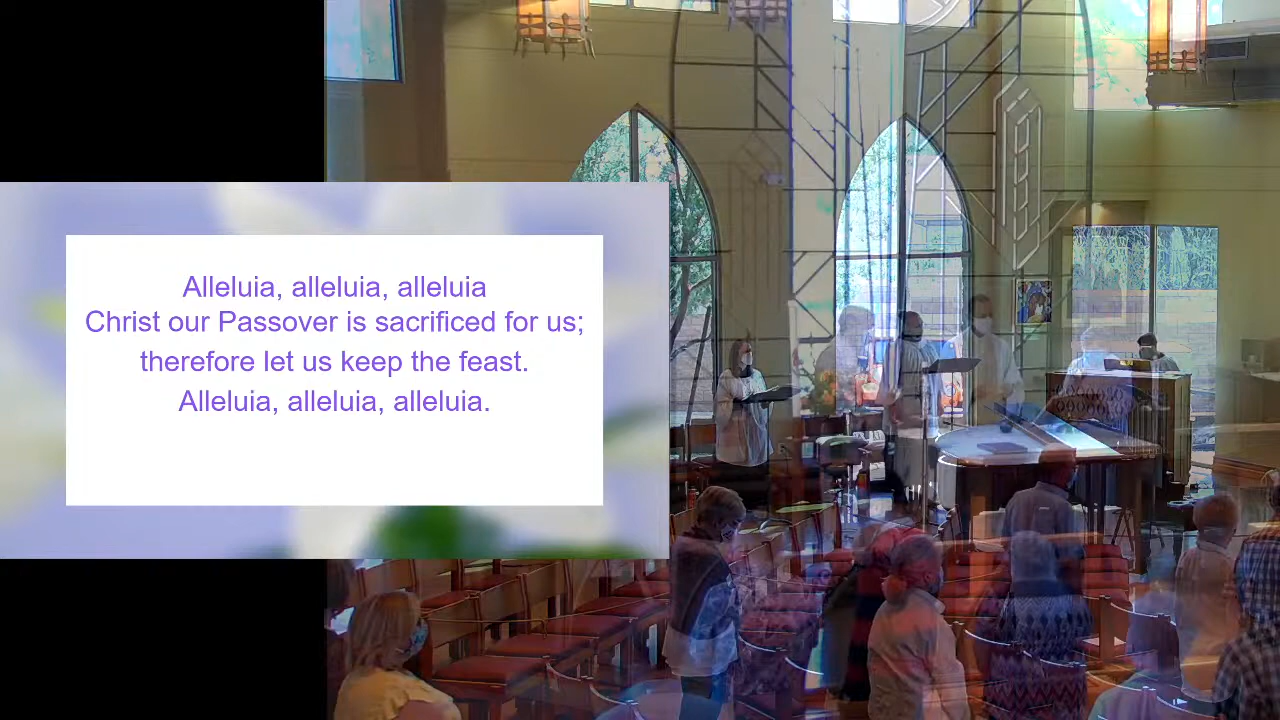 Alleluia, alleluia, alleluia
Christ our Passover is sacrificed for us;
therefore let us keep the feast.
Alleluia, alleluia, alleluia.